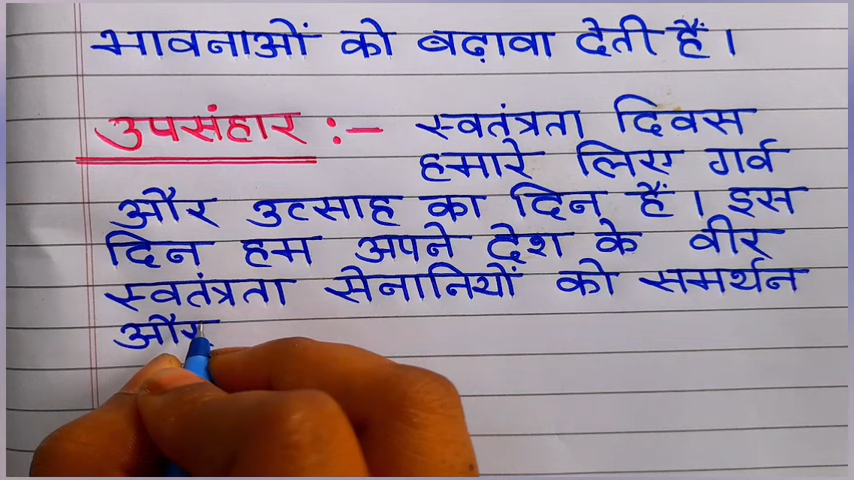 भावनाओं को बढ़ावा देती हैं।
उपसंहार :- स्वतंत्रता दिवस
हमारे लिए गर्व
और उत्साह का दिन हैं। इस
दिन हम अपने देश के वीर
स्वतंत्रता सेनानियों को समर्थन
और